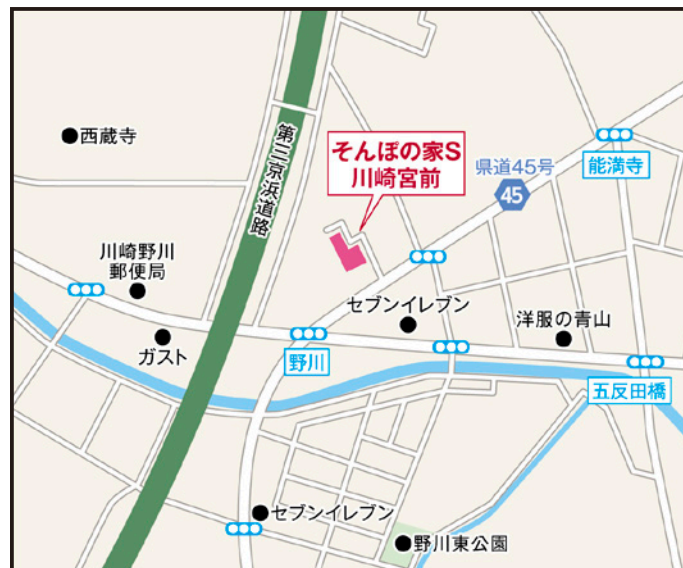 西蔵寺
第三京浜道路
そんぽの家S
川崎宮前
県道45号
45
能満寺
川崎野川
郵便局
セブンイレブン
洋服の青山
ガスト
野川
五反田橋
セブンイレブン
野川東公園